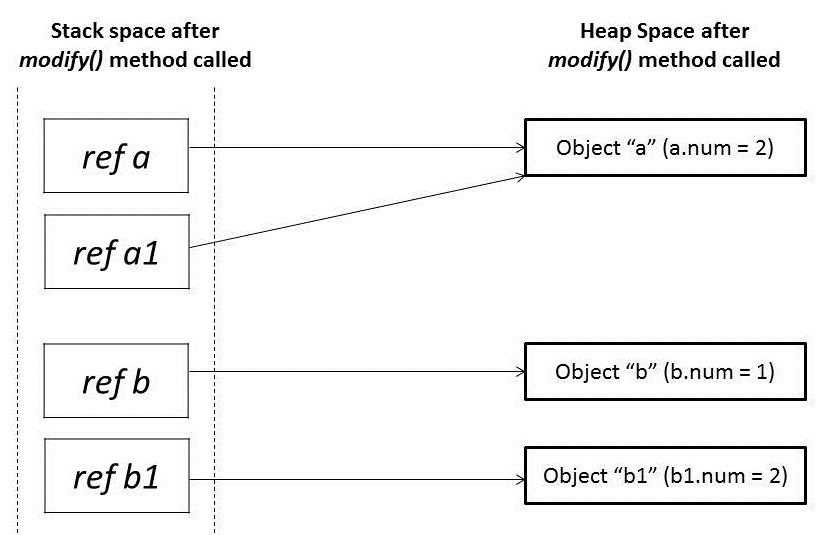 Stack space after
modify() method called
Heap Space after
modify() method called
ref a
Object “a” (a.num = 2)
ref a1
ref b
Object “b” (b.num = 1)
ref b1
Object “b1” (b1.num = 2)